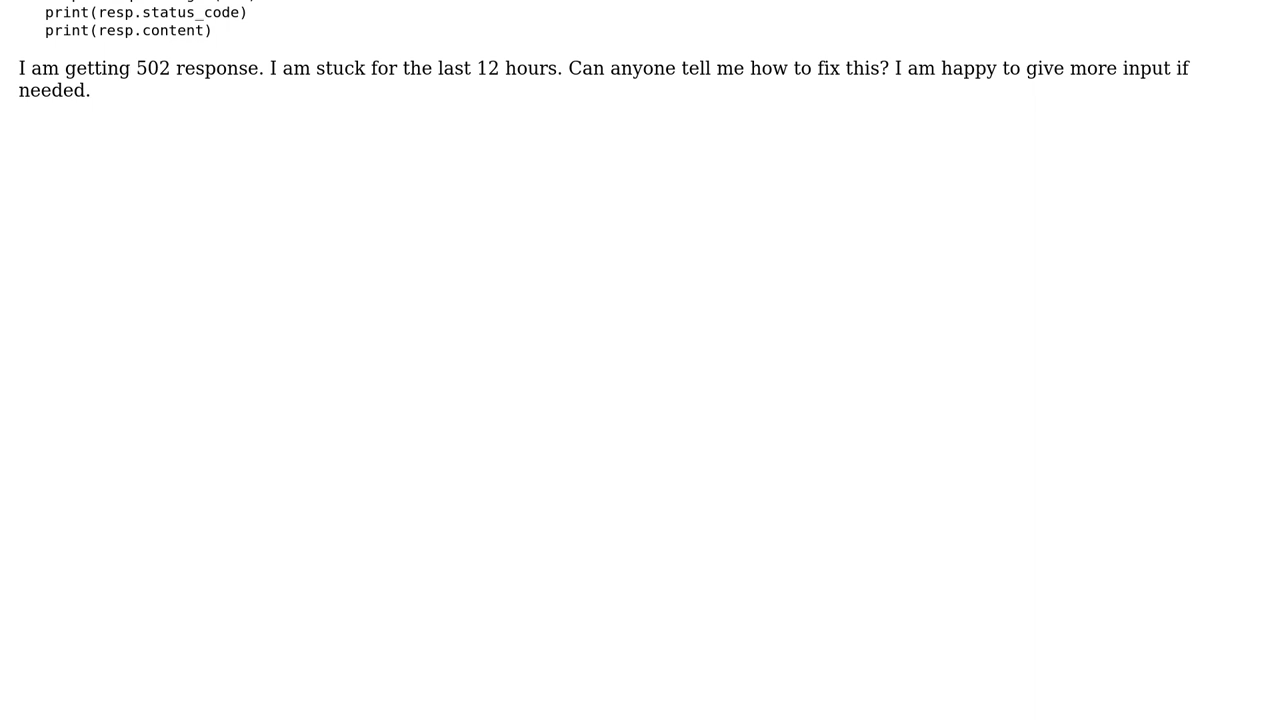 print(resp.status_code)
print(resp.content)
I am getting 502 response. I am stuck for the last 12 hours. Can anyone tell me how to fix this? I am happy to give more input if
needed.